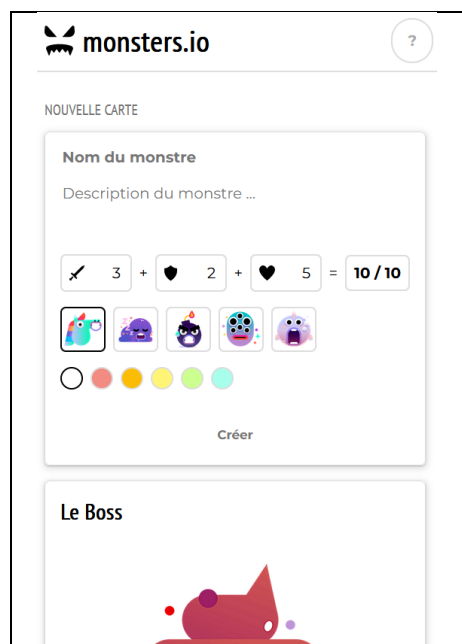 monsters.io
?
NOUVELLE CARTE
Nom du monstre
Description du monstre ...
3 + 2 + 5 = 10 / 10
Créer
Le Boss